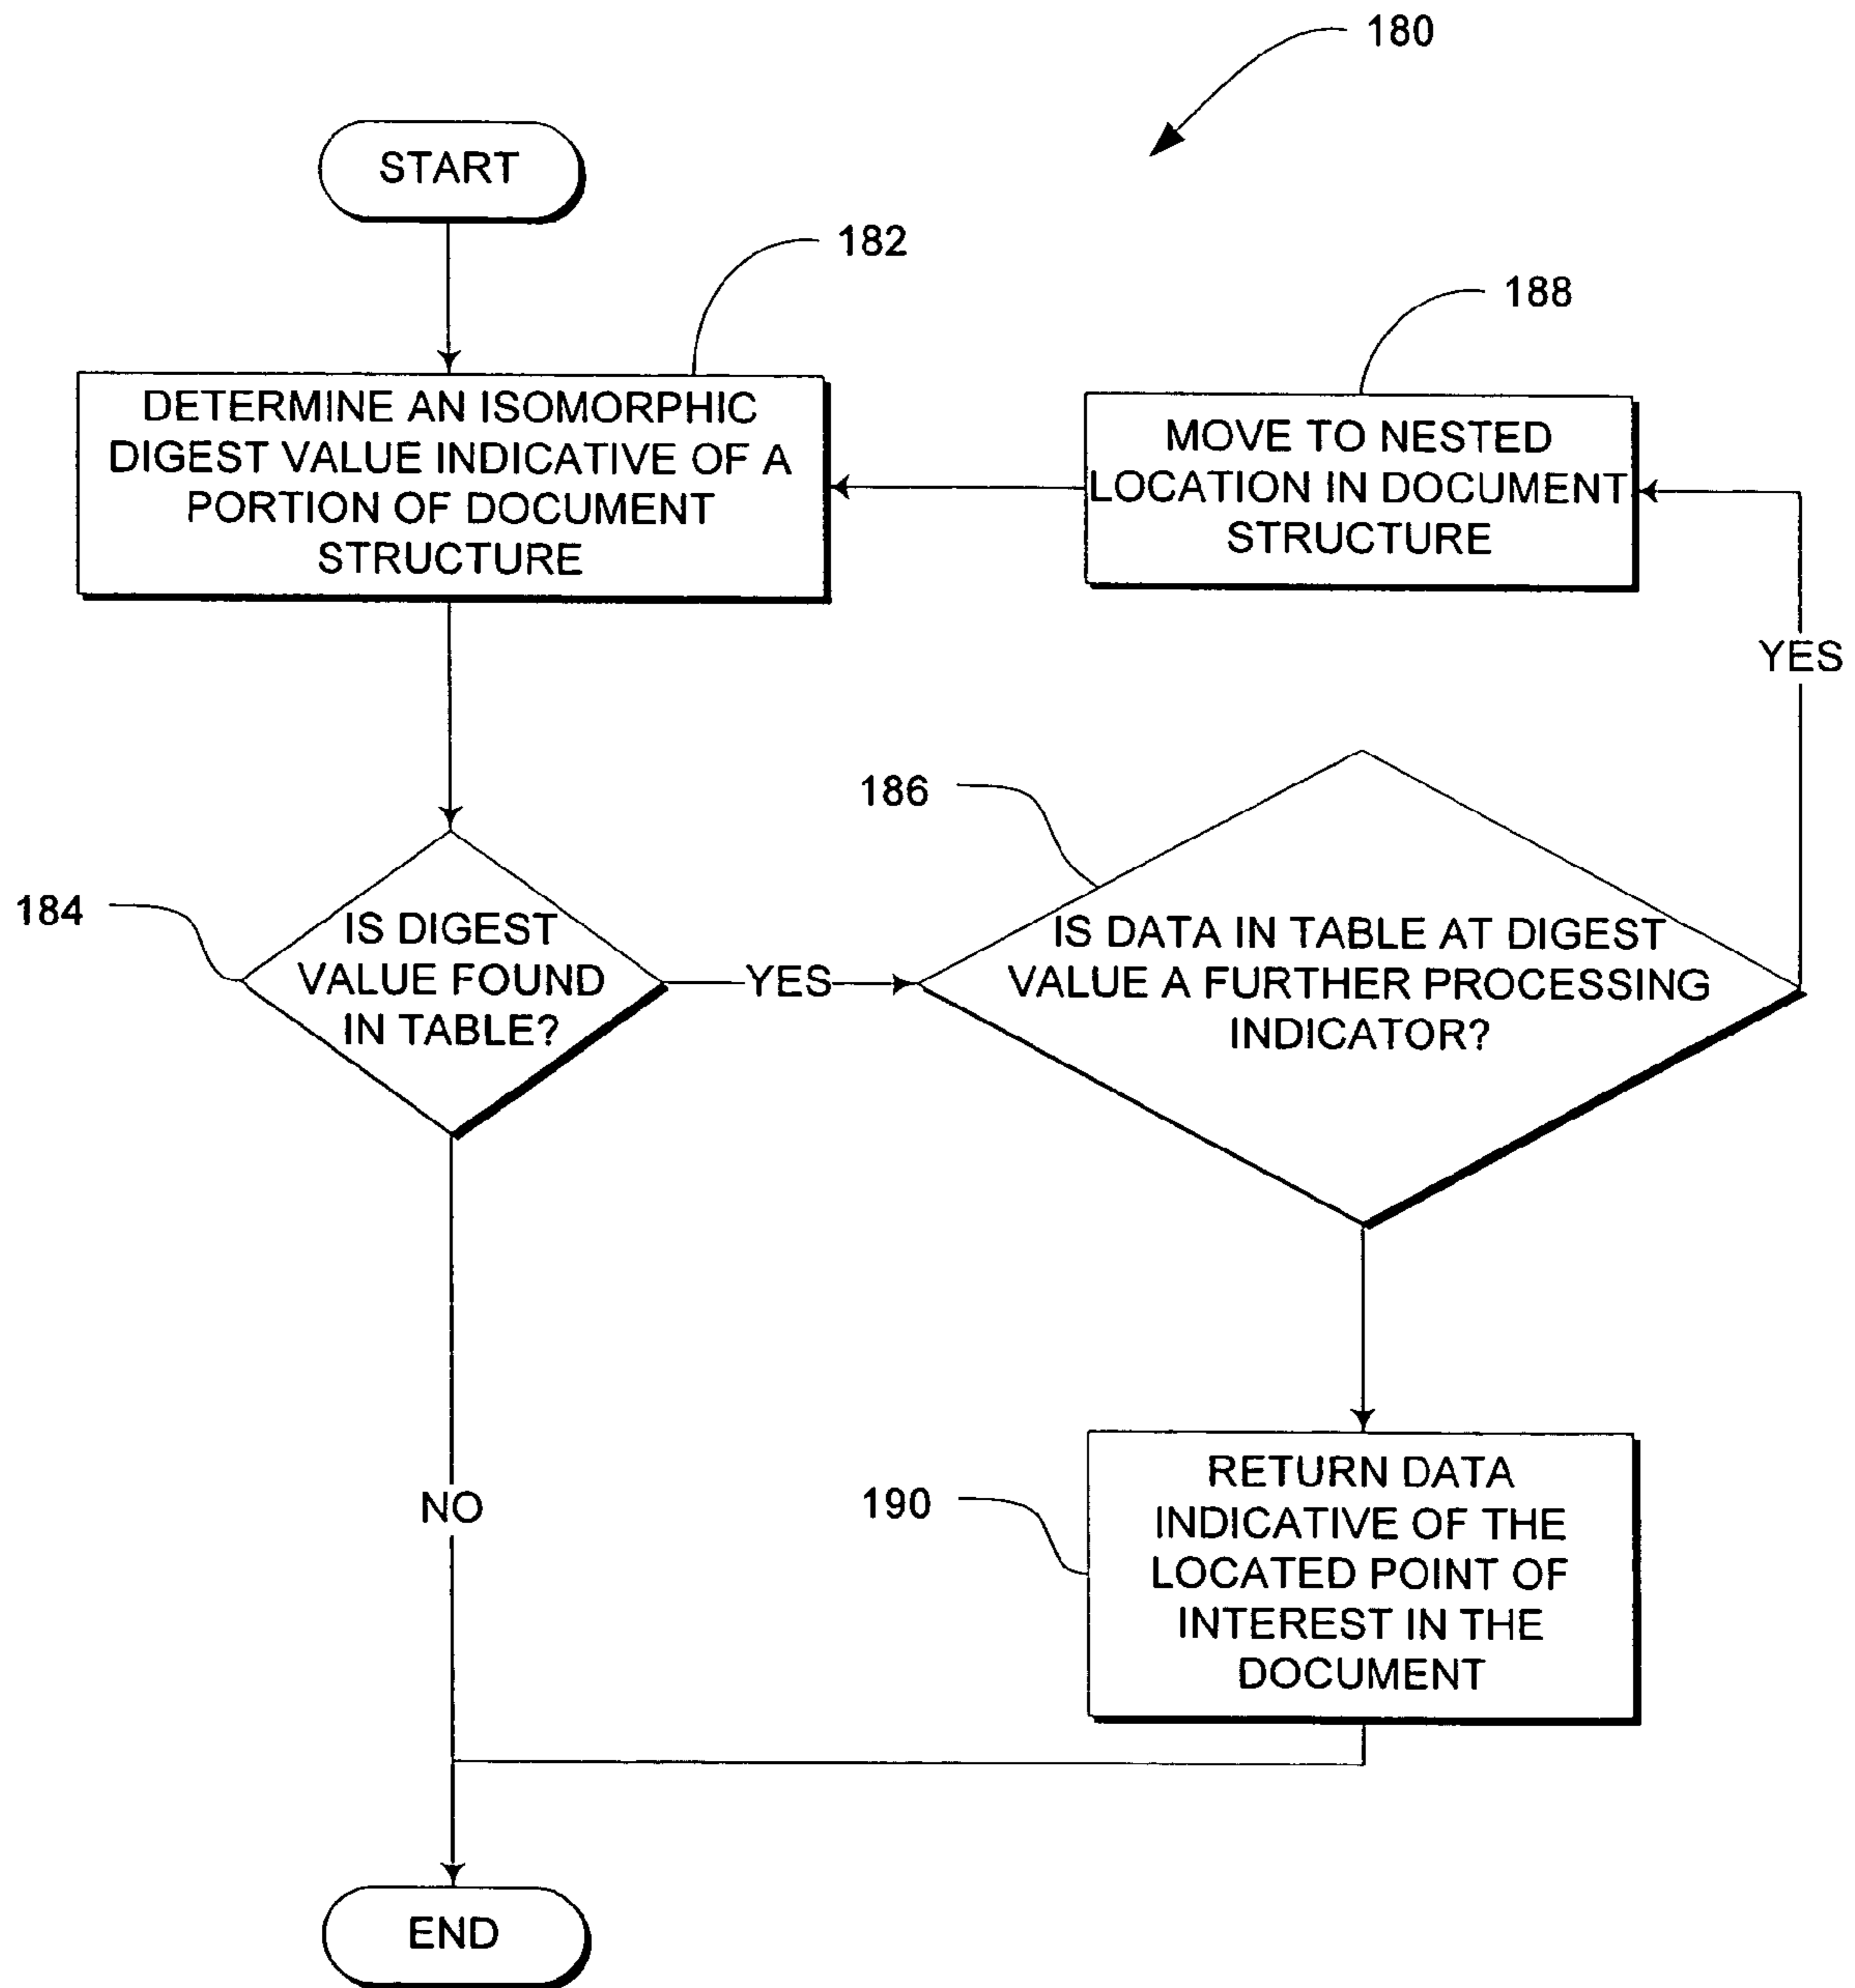 180
START
182
188
DETERMINE AN ISOMORPHIC
DIGEST VALUE INDICATIVE OF A
PORTION OF DOCUMENT
STRUCTURE
MOVE TO NESTED
LOCATION IN DOCUMENT
STRUCTURE
YES
186
184
IS DIGEST
VALUE FOUND
IN TABLE?
YES
IS DATA IN TABLE AT DIGEST
VALUE A FURTHER PROCESSING
INDICATOR?
NO
190
RETURN DATA
INDICATIVE OF THE
LOCATED POINT OF
INTEREST IN THE
DOCUMENT
END